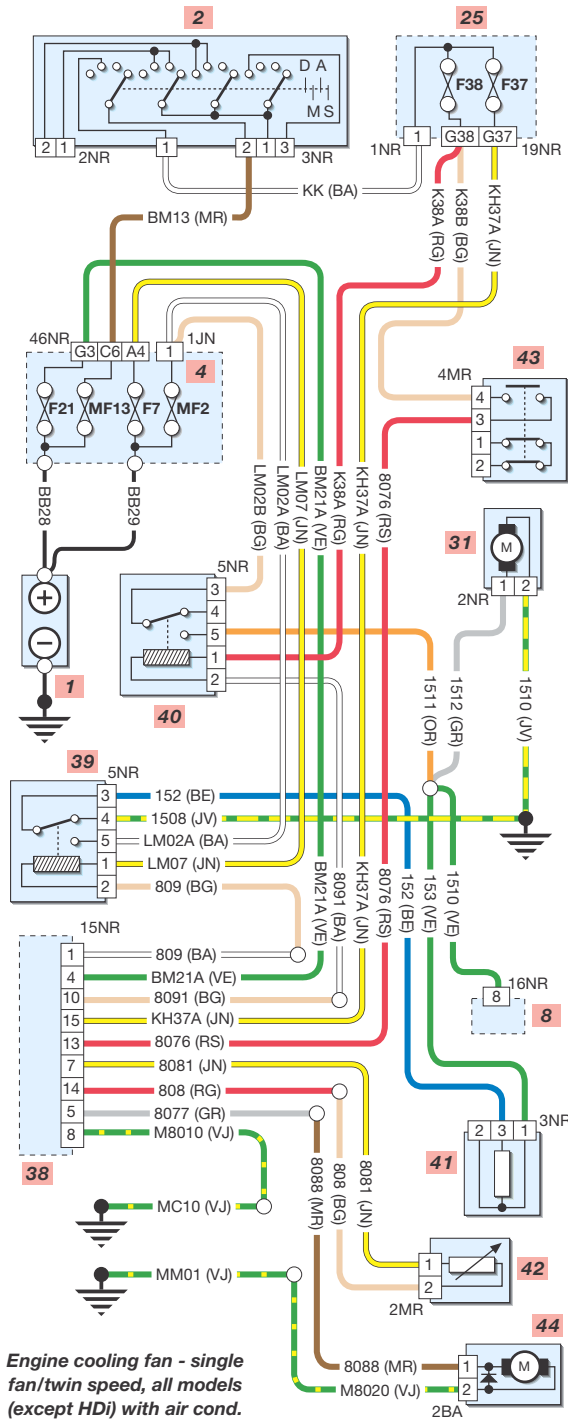 2
25
D A
M S
F38 F37
2 1
2NR
1
2 1 3
3NR
1NR
1
G38 G37
19NR
KK (BA)
BM13 (MR)
K38A (RG)
K38B (BG)
KH37A (JN)
46NR
G3 C6 A4
1
1JN
4
F21 MF13 F7 MF2
43
4MR
4
3
1
2
BB28
BB29
LM02B (BG)
LM02A (BA)
LM07 (JN)
BM21A (VE)
K38A (RG)
KH37A (JN)
8076 (RS)
+
−
1
5NR
3
4
5
1
2
40
31
M
2NR
1 2
1511 (OR)
1512 (GR)
1510 (JV)
39
5NR
3 152 (BE)
4 1508 (JV)
5 LM02A (BA)
1 LM07 (JN)
2 809 (BG)
BM21A (VE)
8091 (BA)
KH37A (JN)
8076 (RS)
152 (BE)
153 (VE)
1510 (VE)
15NR
1 809 (BA)
4 BM21A (VE)
10 8091 (BG)
15 KH37A (JN)
13 8076 (RS)
7 8081 (JN)
14 808 (RG)
5 8077 (GR)
8 M8010 (VJ)
38
16NR
8
8
3NR
2 3 1
41
MC10 (VJ)
8088 (MR)
808 (BG)
8081 (JN)
MM01 (VJ)
1
2
42
2MR
44
8088 (MR) 1
M8020 (VJ) 2
M
2BA
Engine cooling fan - single
fan/twin speed, all models
(except HDi) with air cond.